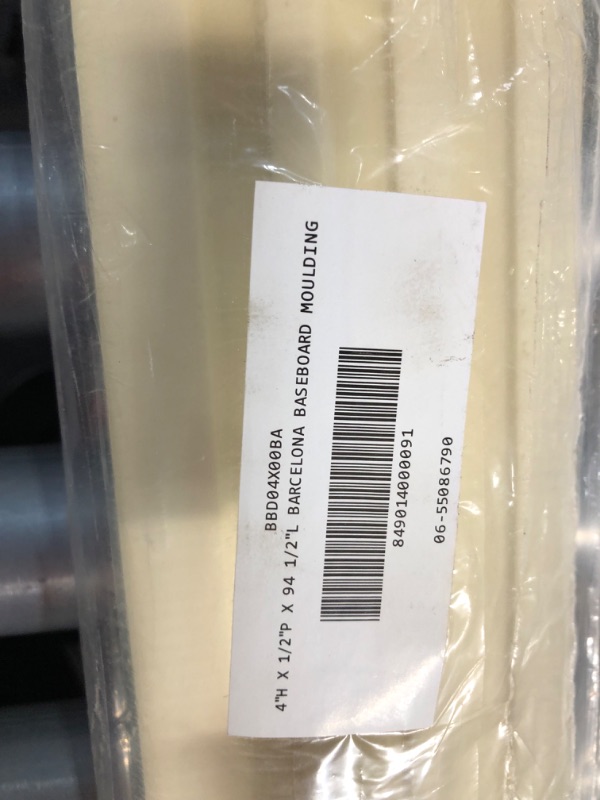 BBD04X00BA
4"H X 1/2"P X 94 1/2"L BARCELONA BASEBOARD MOULDING
849014000091
06-55086790